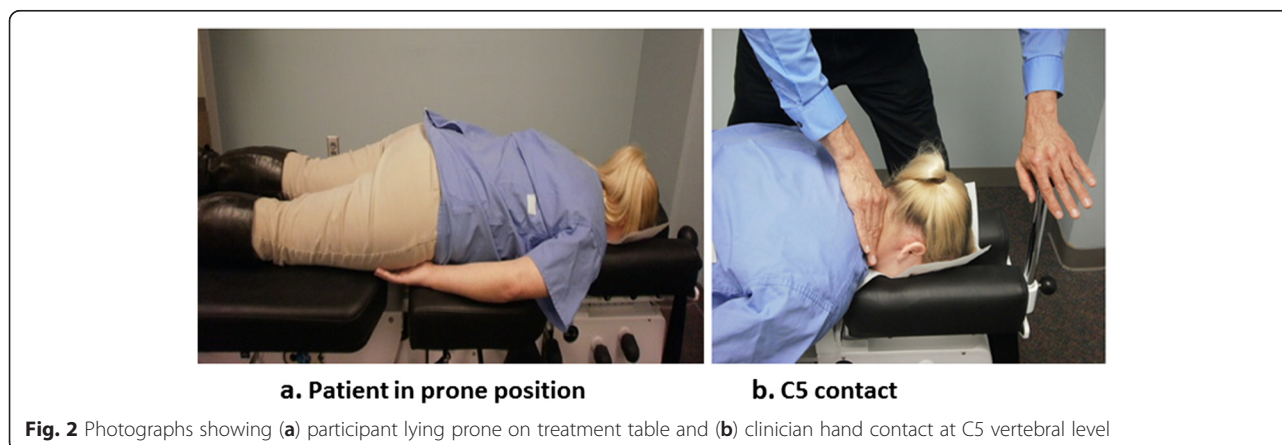 a. Patient in prone position
b. C5 contact
Fig. 2 Photographs showing (a) participant lying prone on treatment table and (b) clinician hand contact at C5 vertebral level